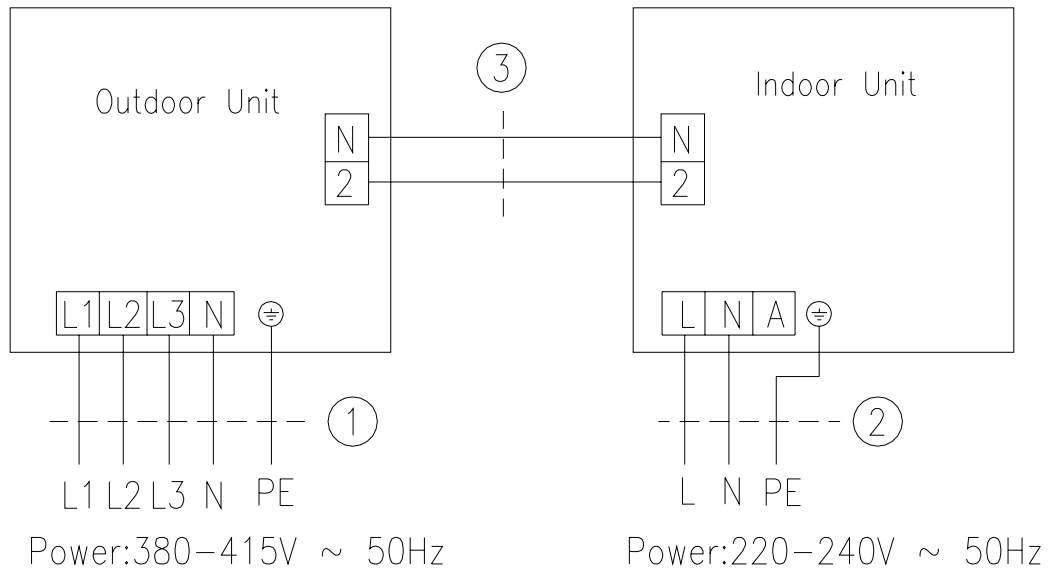 Outdoor Unit
N
2
L1 L2 L3 N
1
L1 L2 L3 N PE
Power:380-415V ~ 50Hz
3
Indoor Unit
N
2
L N A
2
L N PE
Power:220-240V ~ 50Hz